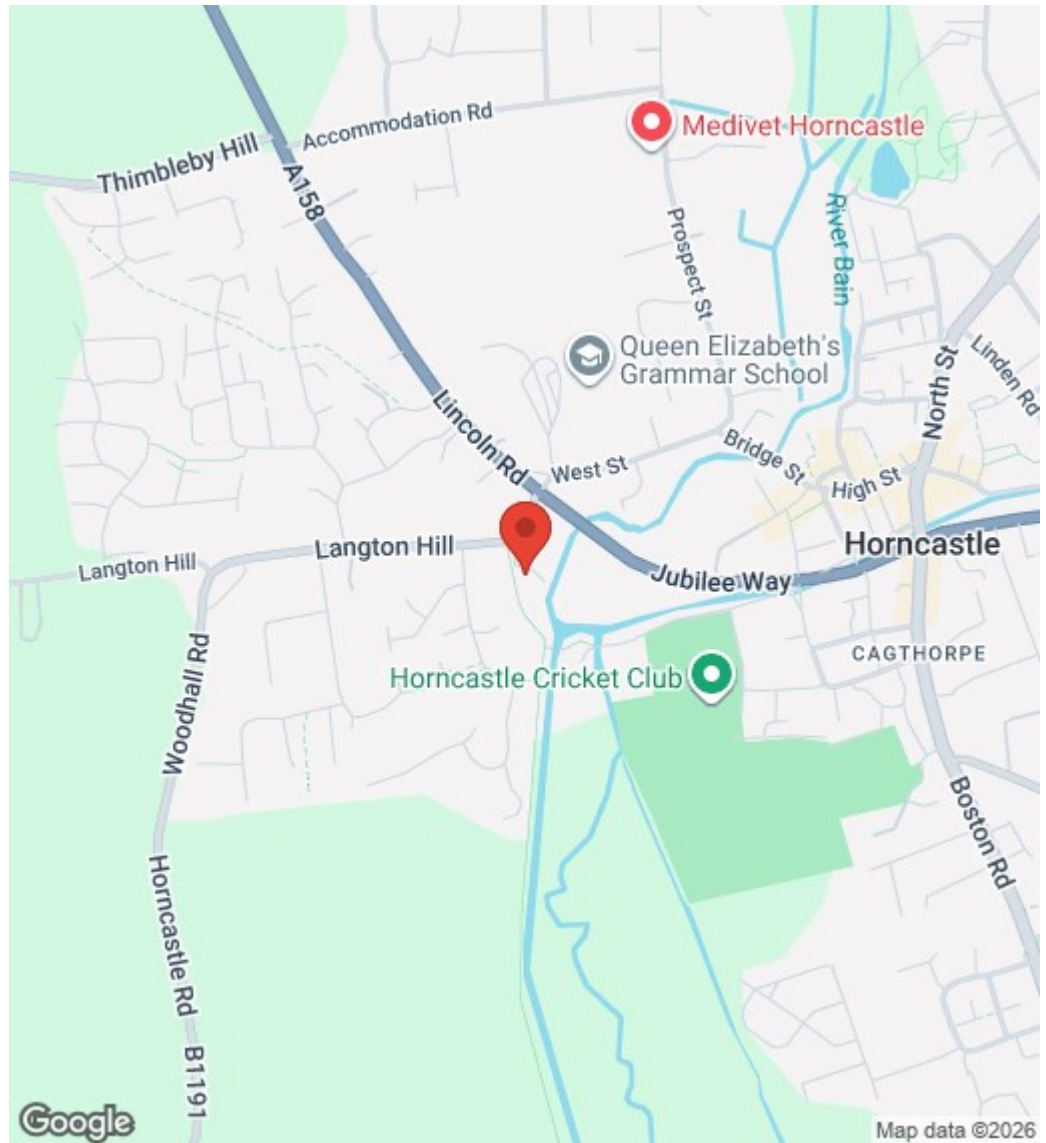 Accommodation Rd
Thimbleby Hill
Medivet Horncastle
A158
Prospect St
River Bain
Queen Elizabeth's
Grammar School
Linden Rd
North St
Lincoln Rd
Bridge St
West St
High St
Langton Hill
Langton Hill
Horncastle
Jubilee Way
CAGTHORPE
Horncastle Cricket Club
Woodhall Rd
Boston Rd
Horncastle Rd
B1191
Google
Map data ©2026